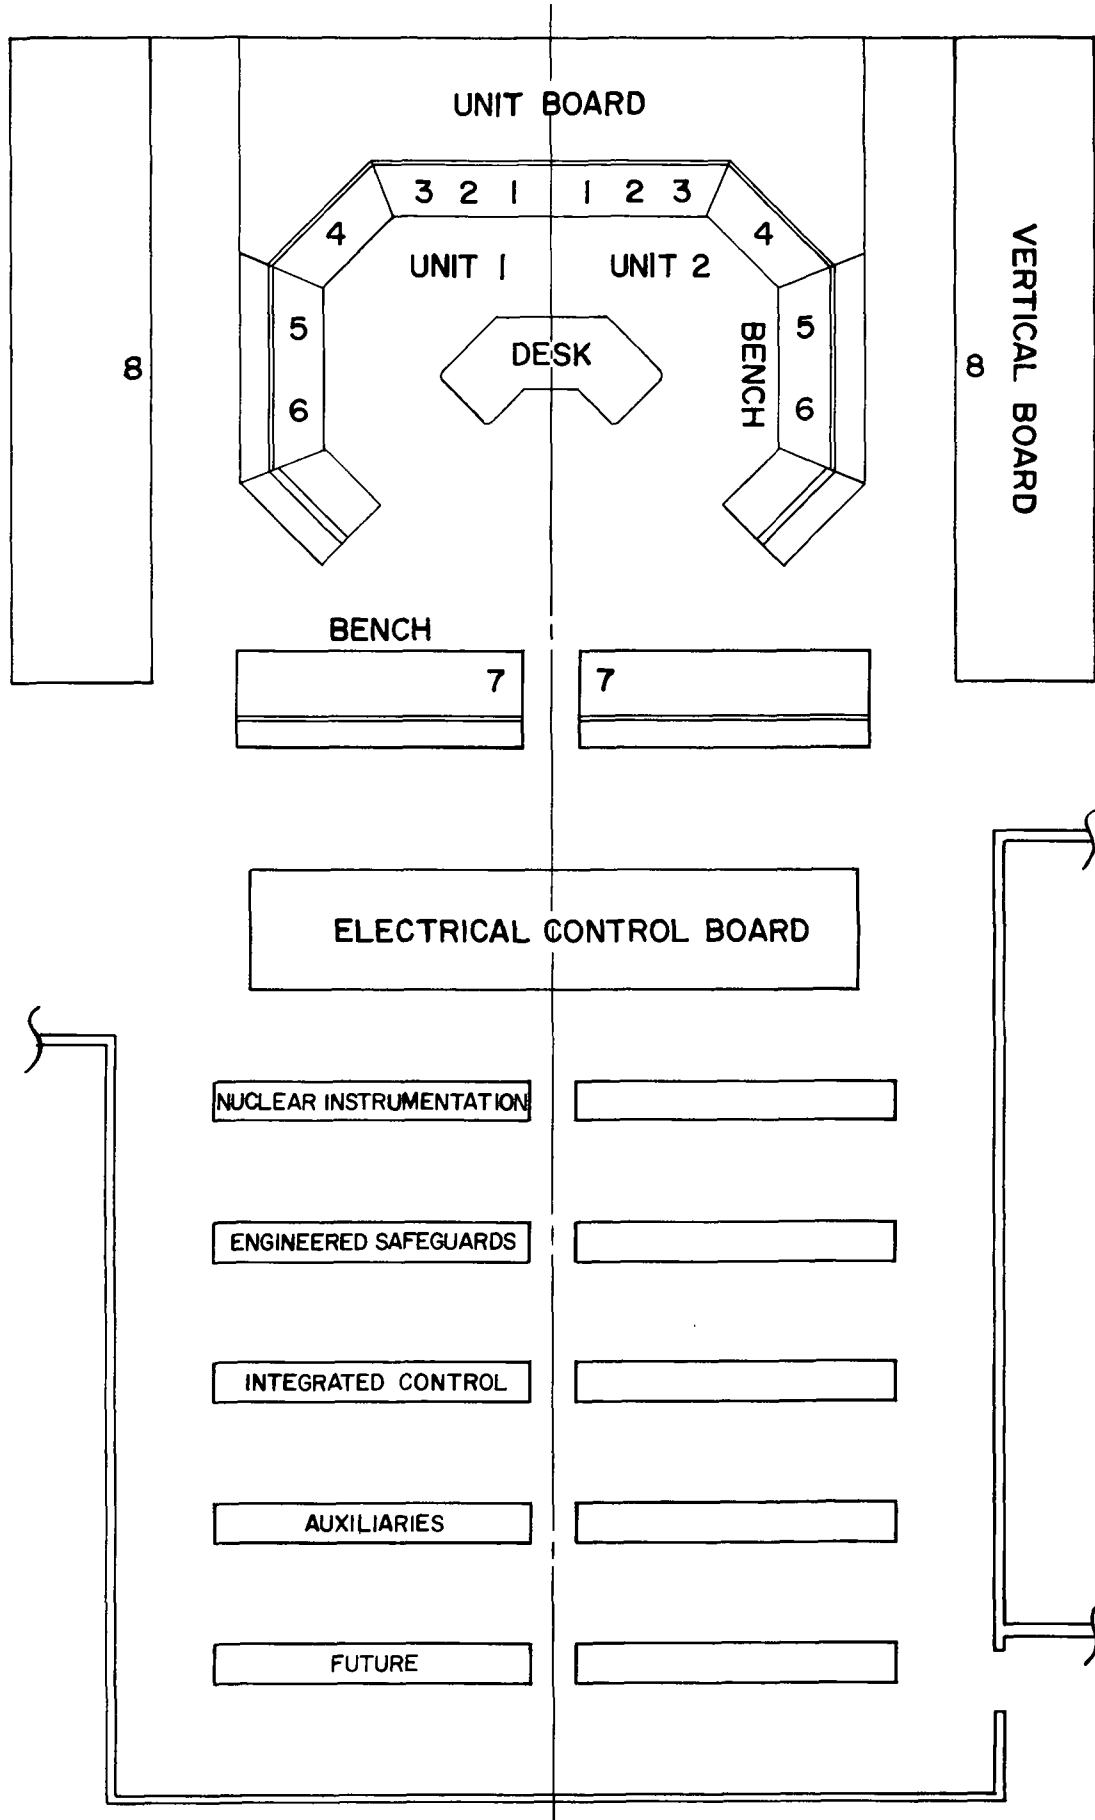 UNIT BOARD
3 2 1 1 2 3
4 4
UNIT 1 UNIT 2
5 5
DESK
BENCH
8 8
VERTICAL BOARD
6 6
BENCH
7 7
ELECTRICAL CONTROL BOARD
NUCLEAR INSTRUMENTATION
ENGINEERED SAFEGUARDS
INTEGRATED CONTROL
AUXILIARIES
FUTURE